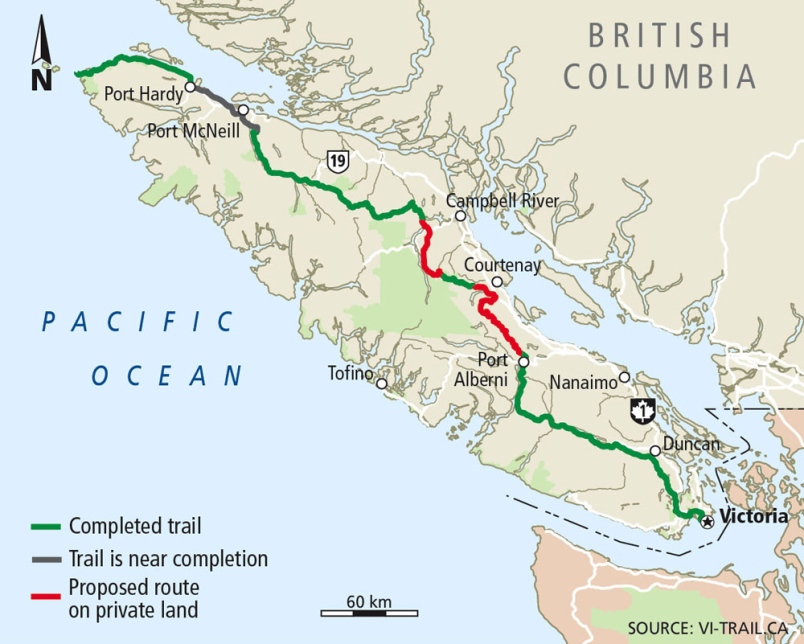 BRITISH
COLUMBIA
N
Port Hardy
Port McNeill
19
Campbell River
Courtenay
PACIFIC
OCEAN
Tofino
Port
Alberni
Nanaimo
1
Duncan
Victoria
Completed trail
Trail is near completion
Proposed route
on private land
60 km
SOURCE: VI-TRAIL.CA